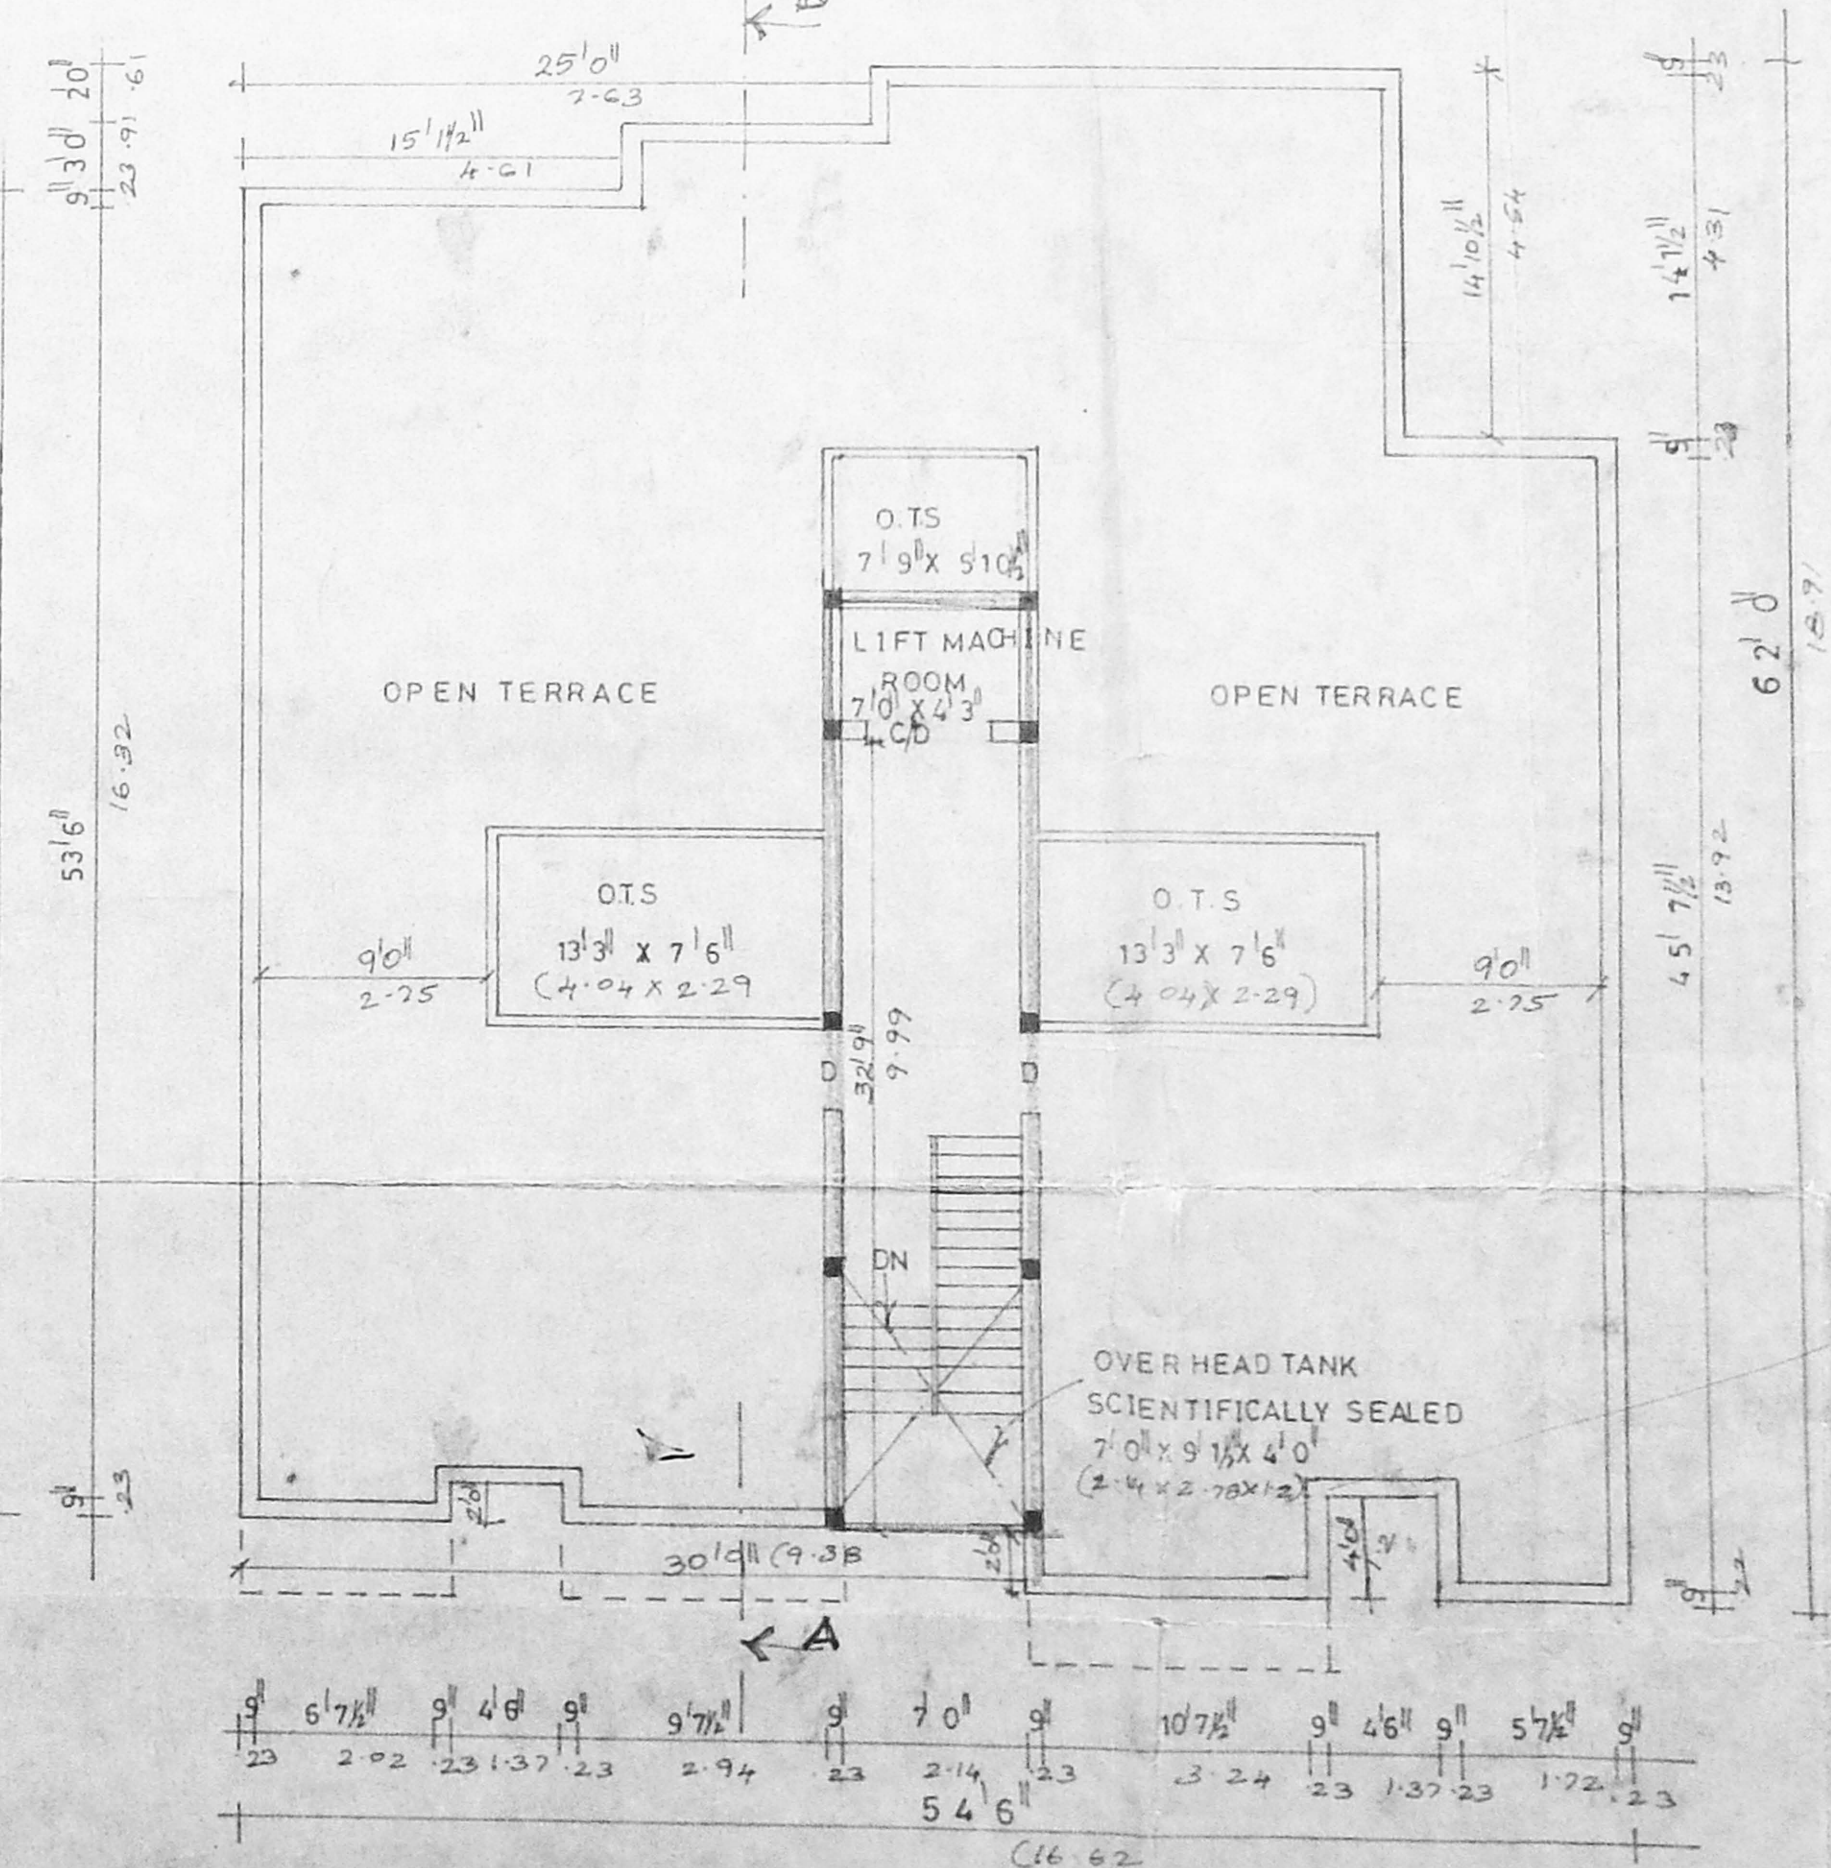 25'0"
7.63
15'1½"
4.61
2'0"
.61
3'0"
.91
9"
.23
53'6"
16.32
9"
.23
9"
.23
14'10½"
4.54
14'1½"
4.31
9"
.23
62'0"
18.91
45'7½"
13.92
9"
O.T.S
7'9"X 5'10½"
LIFT MACHINE
ROOM
7'0"X4'3"
C/D
OPEN TERRACE
OPEN TERRACE
O.T.S
13'3" X 7'6"
(4.04 X 2.29
O.T.S
13'3" X 7'6"
(4.04 X 2.29)
9'0"
2.75
9'0"
2.75
32'9"
9.99
D
D
DN
OVER HEAD TANK
SCIENTIFICALLY SEALED
7'0"X 9'1½X 4'0"
2'0"
30'0" (9.38
2'0"
4'0"
1.2
A
9" 6'7½" 9" 4'6" 9" 9'7½" 9" 7'0" 9" 10'7½" 9" 4'6" 9" 5'7½" 9"
.23 2.02 .23 1.37 .23 2.94 .23 2.14 .23 3.24 .23 1.37 .23 1.72 .23
54'6"
(16.62